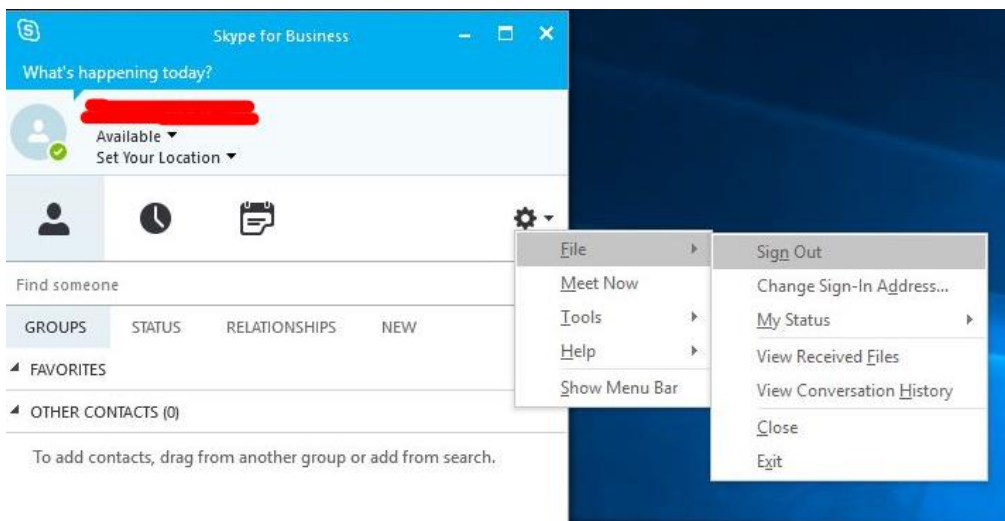 Skype for Business
What's happening today?
Available
Set Your Location
Find someone
GROUPS STATUS RELATIONSHIPS NEW
FAVORITES
OTHER CONTACTS (0)
To add contacts, drag from another group or add from search.
File
Meet Now
Tools
Help
Show Menu Bar
Sign Out
Change Sign-In Address...
My Status
View Received Files
View Conversation History
Close
Exit